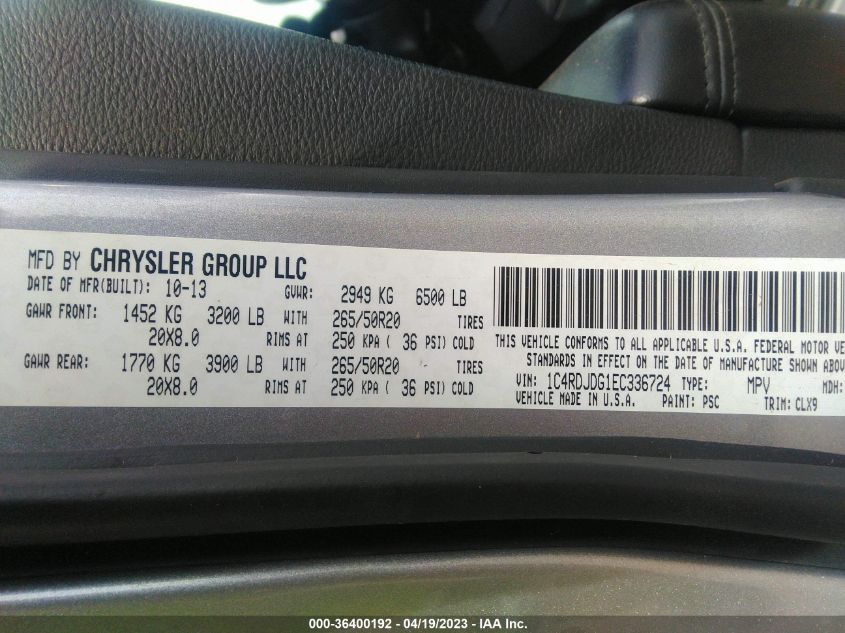 MFD BY CHRYSLER GROUP LLC
DATE OF MFR(BUILT): 10-13 GVWR: 2949 KG 6500 LB
GAWR FRONT: 1452 KG 3200 LB WITH 265/50R20 TIRES
20X8.0 RIMS AT 250 KPA ( 36 PSI) COLD
GAWR REAR: 1770 KG 3900 LB WITH 265/50R20 TIRES
20X8.0 RIMS AT 250 KPA ( 36 PSI) COLD
THIS VEHICLE CONFORMS TO ALL APPLICABLE U.S.A. FEDERAL MOTOR VE
STANDARDS IN EFFECT ON THE DATE OF MANUFACTURE SHOWN ABOV
VIN: 1C4RDJDG1EC336724 TYPE: MPV MDH:
VEHICLE MADE IN U.S.A. PAINT: PSC TRIM: CLX9
000-36400192 - 04/19/2023 - IAA Inc.